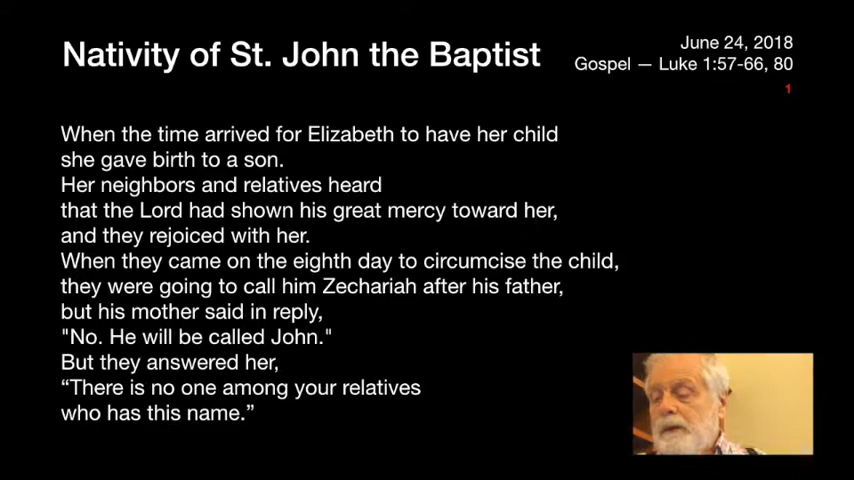 Nativity of St. John the Baptist
June 24, 2018
Gospel — Luke 1:57-66, 80
1
When the time arrived for Elizabeth to have her child
she gave birth to a son.
Her neighbors and relatives heard
that the Lord had shown his great mercy toward her,
and they rejoiced with her.
When they came on the eighth day to circumcise the child,
they were going to call him Zechariah after his father,
but his mother said in reply,
"No. He will be called John."
But they answered her,
“There is no one among your relatives
who has this name.”